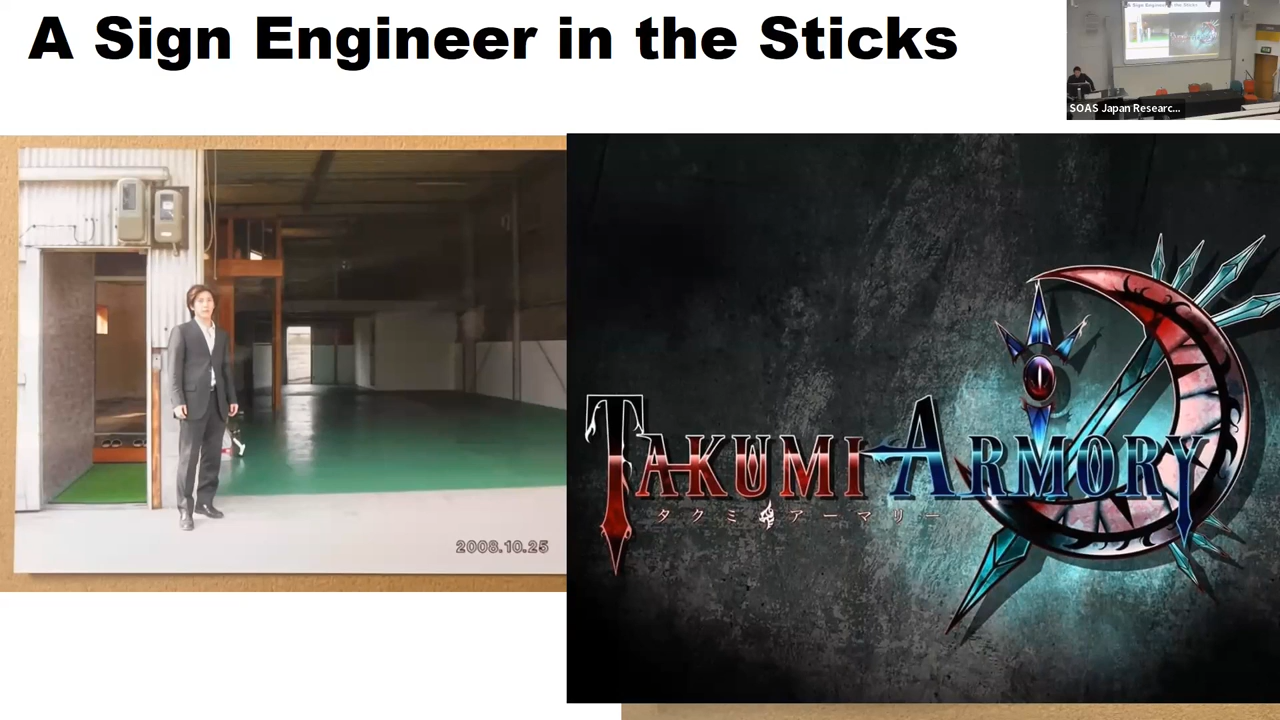 A Sign Engineer in the Sticks
SOAS Japan Researc...
2008.10.25
TAKUMI ARMORY
タクミ アーマリー